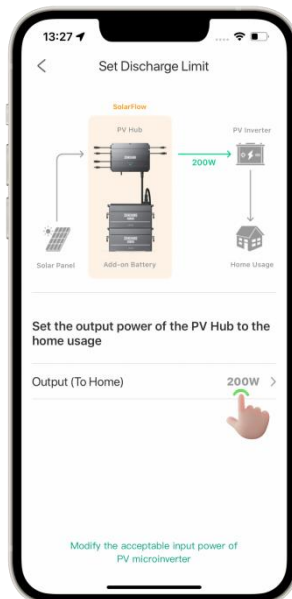 13:27
Set Discharge Limit
SolarFlow
PV Hub
PV Inverter
200W
Solar Panel
Add-on Battery
Home Usage
Set the output power of the PV Hub to the
home usage
Output (To Home)
200W
Modify the acceptable input power of
PV microinverter